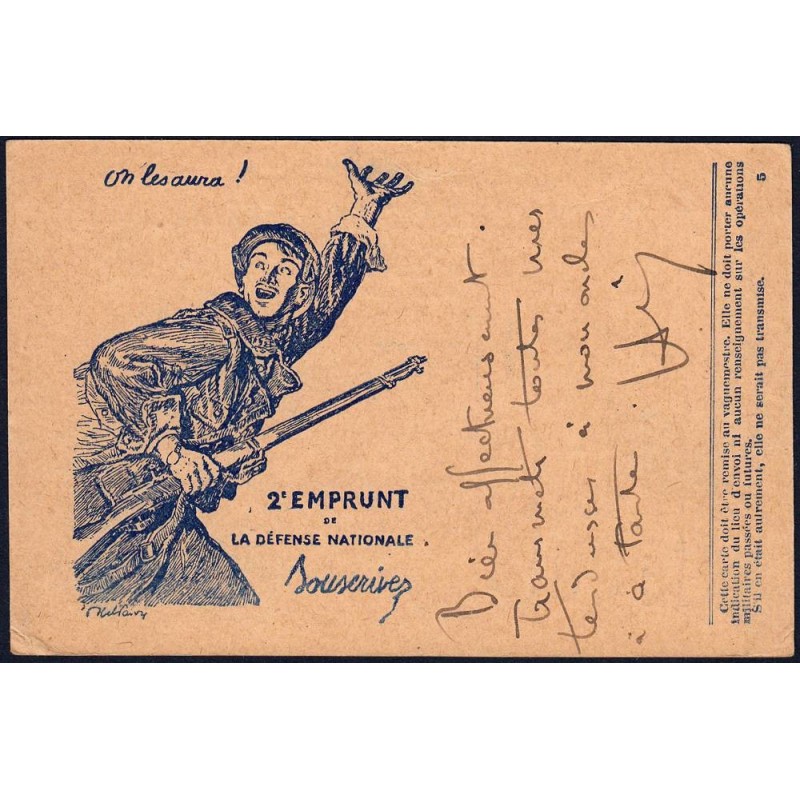 On les aura !
2E EMPRUNT
DE
LA DÉFENSE NATIONALE
Souscrivez
Bien affectueusement.
Transmets toutes mes
tendresses à mon oncle
à tante.
Cette carte doit être remise au vaguemestre. Elle ne doit porter aucune
indication du lieu d'envoi ni aucun renseignement sur les opérations
militaires passées ou futures.
S'il en était autrement, elle ne serait pas transmise.
5